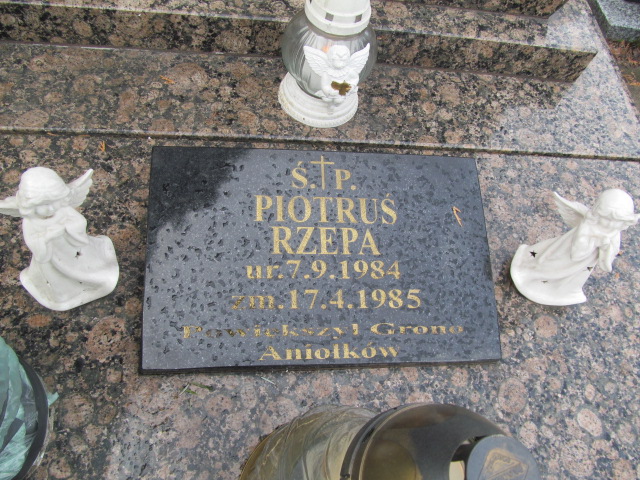 Ś.†P.
PIOTRUŚ
RZEPA
ur.7.9.1984
zm.17.4.1985
Powiększył Grono
Aniołków